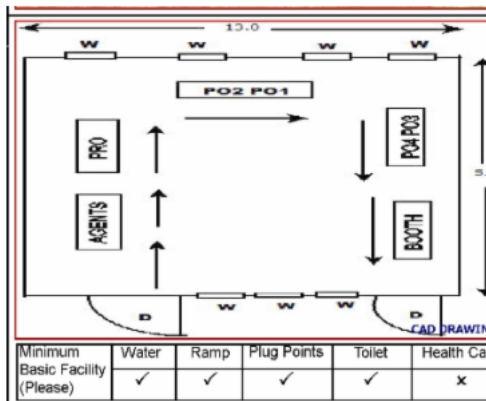 13.0
W W W W
PO2 PO1
PRO
PO4 PO3
AGENTS
BOOTH
W W W
D D
CAD DRAWIN
Minimum Basic Facility (Please) Water Ramp Plug Points Toilet Health Ca
✓ ✓ ✓ ✓ x